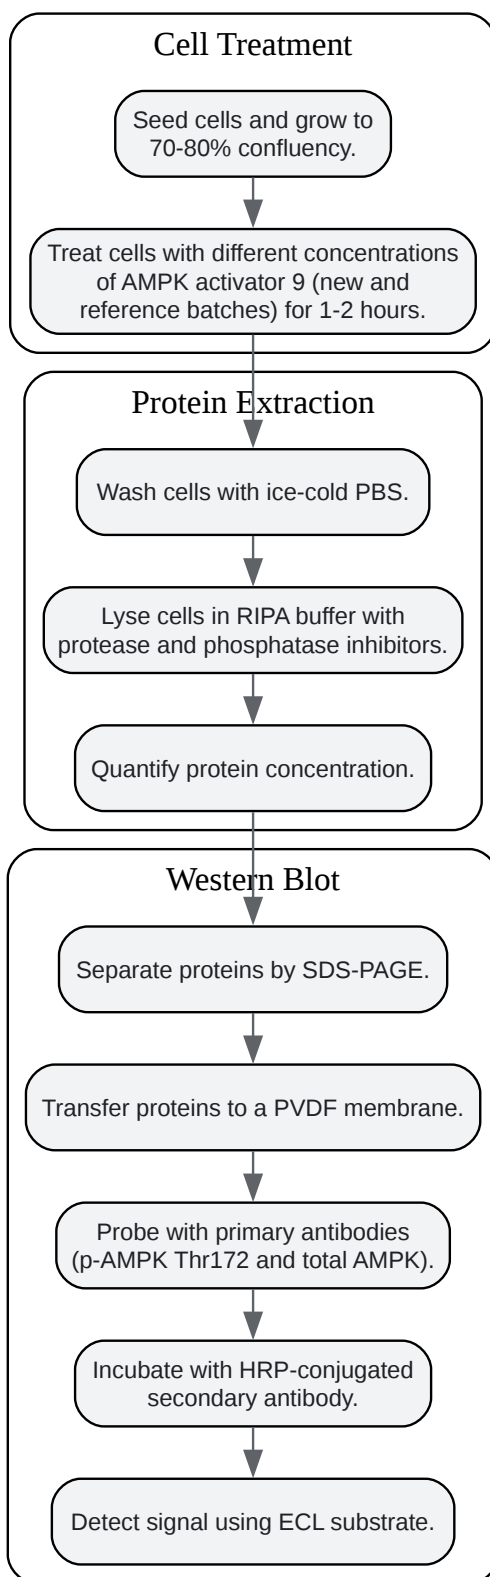 Cell Treatment
Seed cells and grow to
70-80% confluency.
Treat cells with different concentrations
of AMPK activator 9 (new and
reference batches) for 1-2 hours.
Protein Extraction
Wash cells with ice-cold PBS.
Lyse cells in RIPA buffer with
protease and phosphatase inhibitors.
Quantify protein concentration.
Western Blot
Separate proteins by SDS-PAGE.
Transfer proteins to a PVDF membrane.
Probe with primary antibodies
(p-AMPK Thr172 and total AMPK).
Incubate with HRP-conjugated
secondary antibody.
Detect signal using ECL substrate.